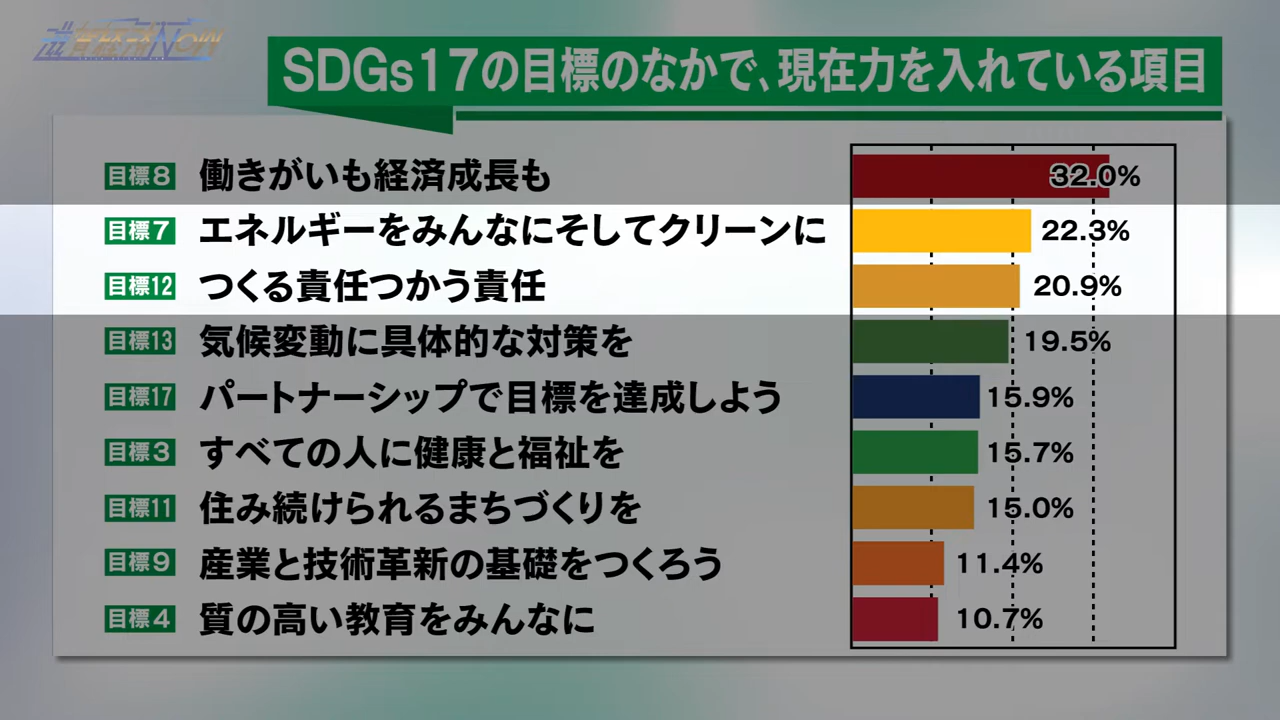 滋賀経済NOW
SDGs17の目標のなかで、現在力を入れている項目
目標8 働きがいも経済成長も 32.0%
目標7 エネルギーをみんなにそしてクリーンに 22.3%
目標12 つくる責任つかう責任 20.9%
目標13 気候変動に具体的な対策を 19.5%
目標17 パートナーシップで目標を達成しよう 15.9%
目標3 すべての人に健康と福祉を 15.7%
目標11 住み続けられるまちづくりを 15.0%
目標9 産業と技術革新の基礎をつくろう 11.4%
目標4 質の高い教育をみんなに 10.7%